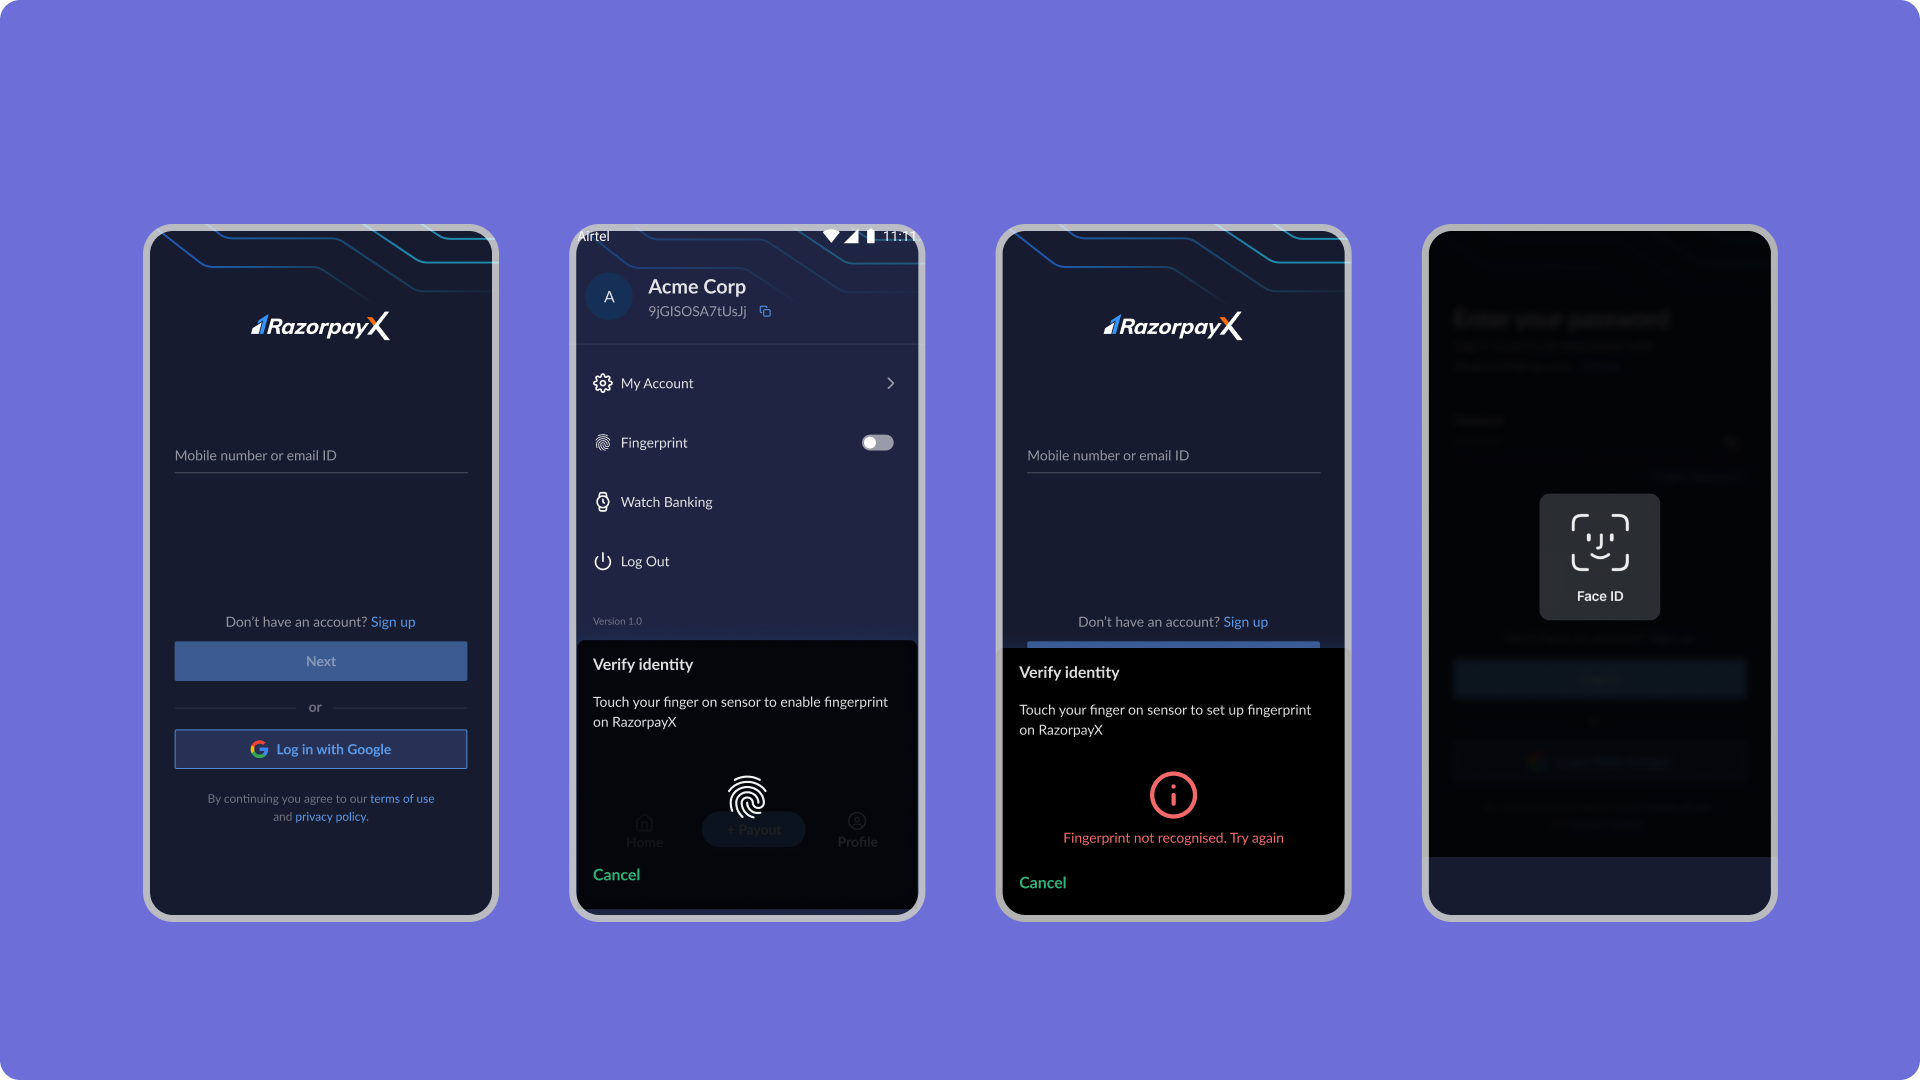 RazorpayX
Mobile number or email ID
Don't have an account? Sign up
Next
or
Log in with Google
By continuing you agree to our terms of use
and privacy policy.
Airtel
11:11
A
Acme Corp
9jGISOSA7tUsJj
My Account
Fingerprint
Watch Banking
Log Out
Version 1.0
Verify identity
Touch your finger on sensor to enable fingerprint
on RazorpayX
Home
+ Payout
Profile
Cancel
RazorpayX
Mobile number or email ID
Don't have an account? Sign up
Verify identity
Touch your finger on sensor to set up fingerprint
on RazorpayX
Fingerprint not recognised. Try again
Cancel
Enter your password
Face ID